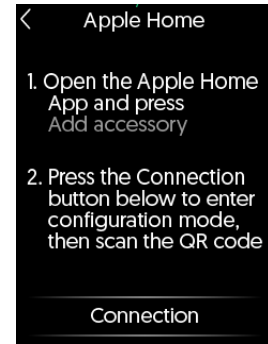 Apple Home
1. Open the Apple Home
App and press
Add accessory
2. Press the Connection
button below to enter
configuration mode,
then scan the QR code
Connection